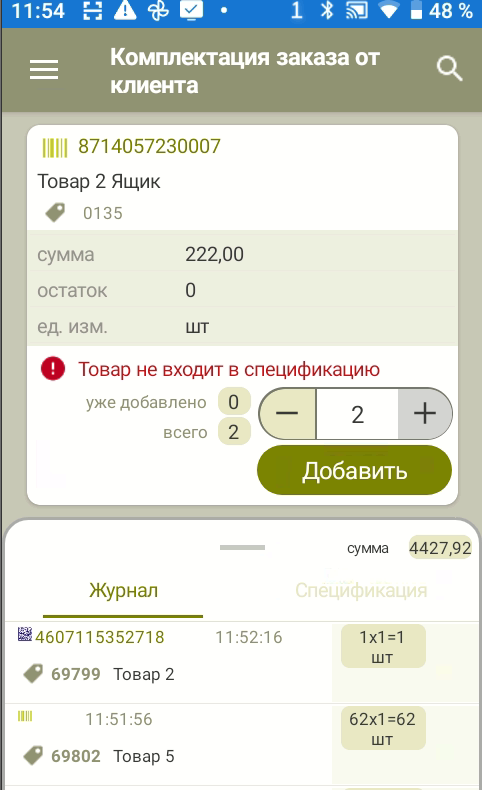 11:54 1 48 %
Комплектация заказа от
клиента
8714057230007
Товар 2 Ящик
0135
сумма 222,00
остаток 0
ед. изм. шт
Товар не входит в спецификацию
уже добавлено 0
всего 2
− 2 +
Добавить
сумма 4427,92
Журнал Спецификация
4607115352718 11:52:16 1x1=1
шт
69799 Товар 2
11:51:56 62x1=62
шт
69802 Товар 5